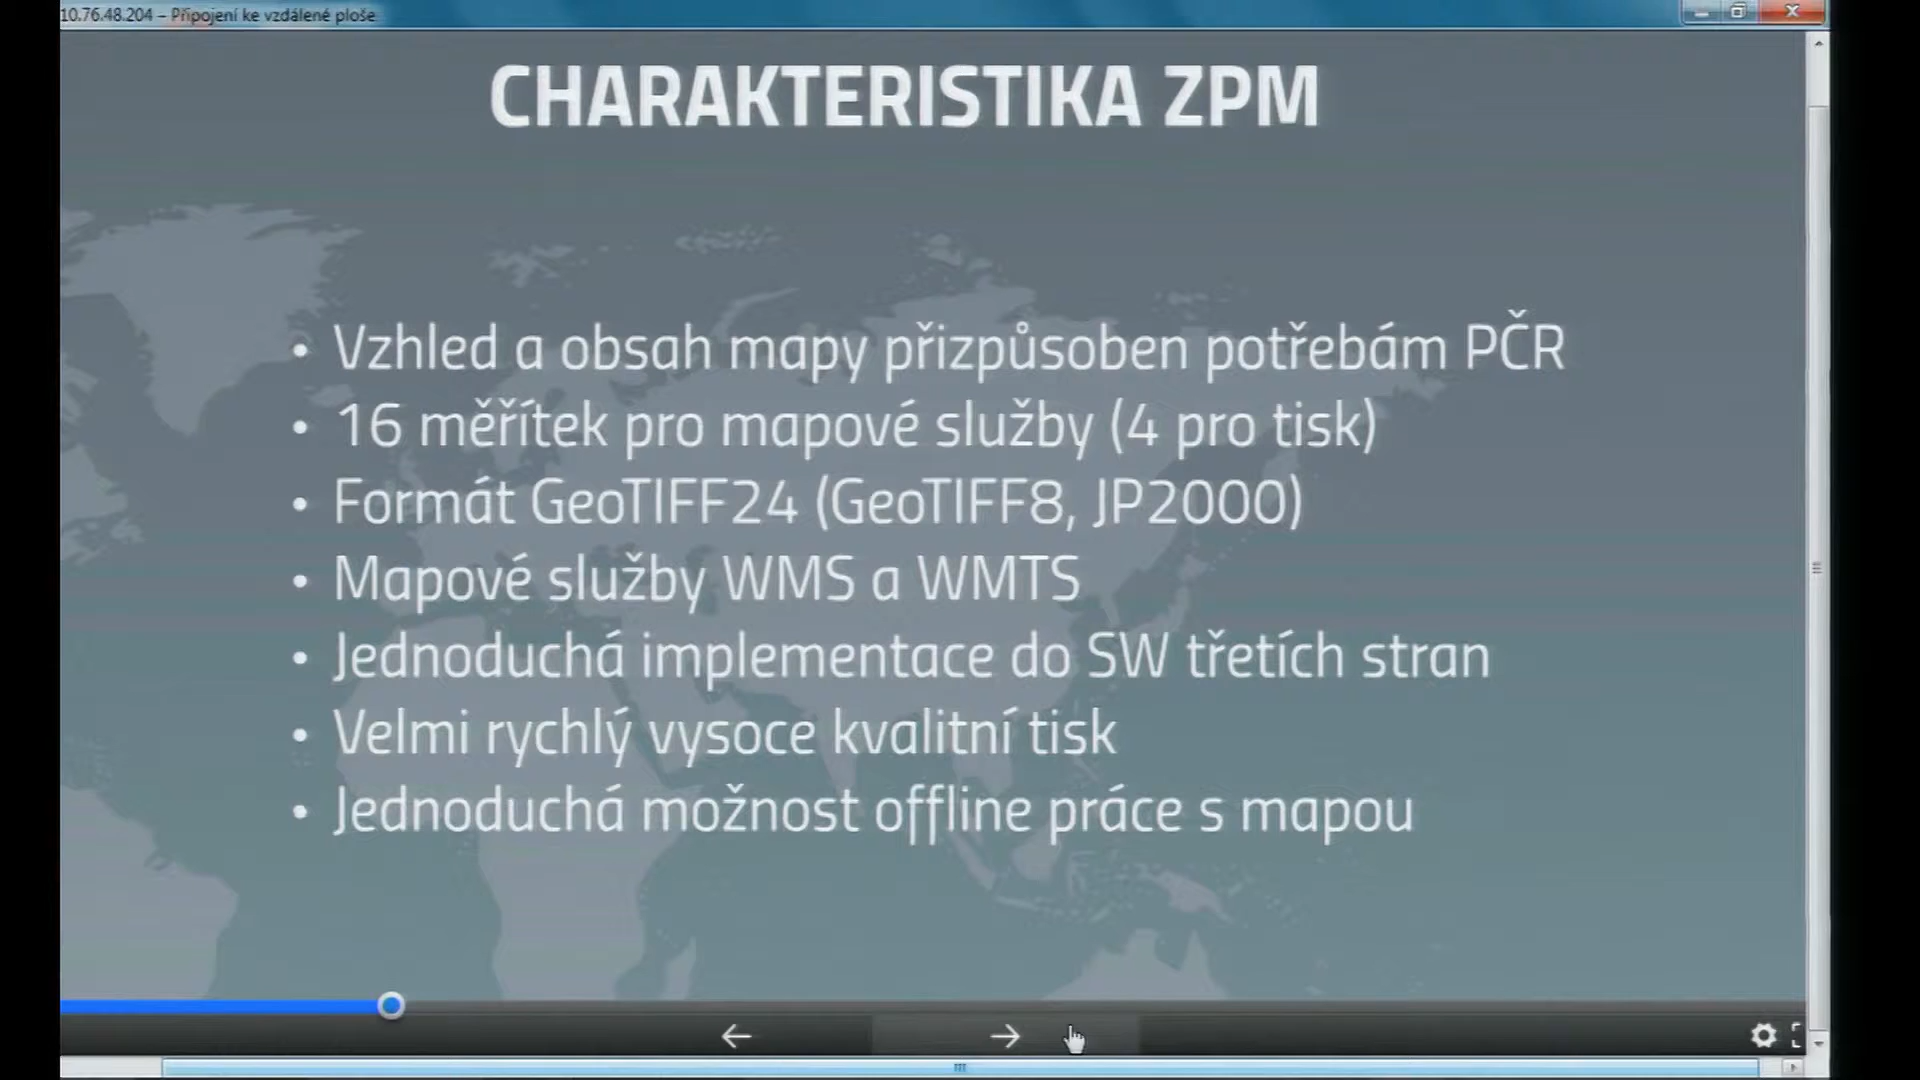 10.76.48.204 – Připojení ke vzdálené ploše
CHARAKTERISTIKA ZPM
• Vzhled a obsah mapy přizpůsoben potřebám PČR
• 16 měřítek pro mapové služby (4 pro tisk)
• Formát GeoTIFF24 (GeoTIFF8, JP2000)
• Mapové služby WMS a WMTS
• Jednoduchá implementace do SW třetích stran
• Velmi rychlý vysoce kvalitní tisk
• Jednoduchá možnost offline práce s mapou